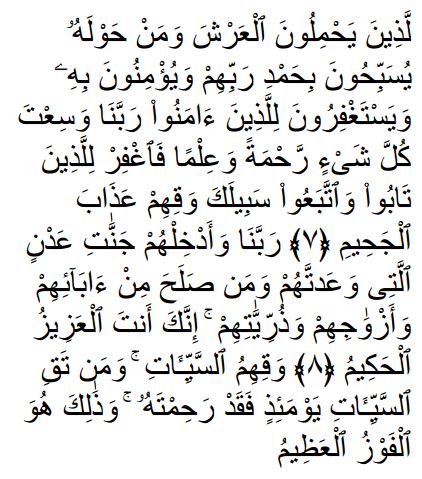 لَّذِينَ يَحْمِلُونَ ٱلْعَرْشَ وَمَنْ حَوْلَهُۥ
يُسَبِّحُونَ بِحَمْدِ رَبِّهِمْ وَيُؤْمِنُونَ بِهِۦ
وَيَسْتَغْفِرُونَ لِلَّذِينَ ءَامَنُوا۟ رَبَّنَا وَسِعْتَ
كُلَّ شَىْءٍ رَّحْمَةً وَعِلْمًا فَٱغْفِرْ لِلَّذِينَ
تَابُوا۟ وَٱتَّبَعُوا۟ سَبِيلَكَ وَقِهِمْ عَذَابَ
ٱلْجَحِيمِ ﴿٧﴾ رَبَّنَا وَأَدْخِلْهُمْ جَنَّٰتِ عَدْنٍ
ٱلَّتِى وَعَدتَّهُمْ وَمَن صَلَحَ مِنْ ءَابَآئِهِمْ
وَأَزْوَٰجِهِمْ وَذُرِّيَّٰتِهِمْ ۚ إِنَّكَ أَنتَ ٱلْعَزِيزُ
ٱلْحَكِيمُ ﴿٨﴾ وَقِهِمُ ٱلسَّيِّـَٔاتِ ۚ وَمَن تَقِ
ٱلسَّيِّـَٔاتِ يَوْمَئِذٍ فَقَدْ رَحِمْتَهُۥ ۚ وَذَٰلِكَ هُوَ
ٱلْفَوْزُ ٱلْعَظِيمُ